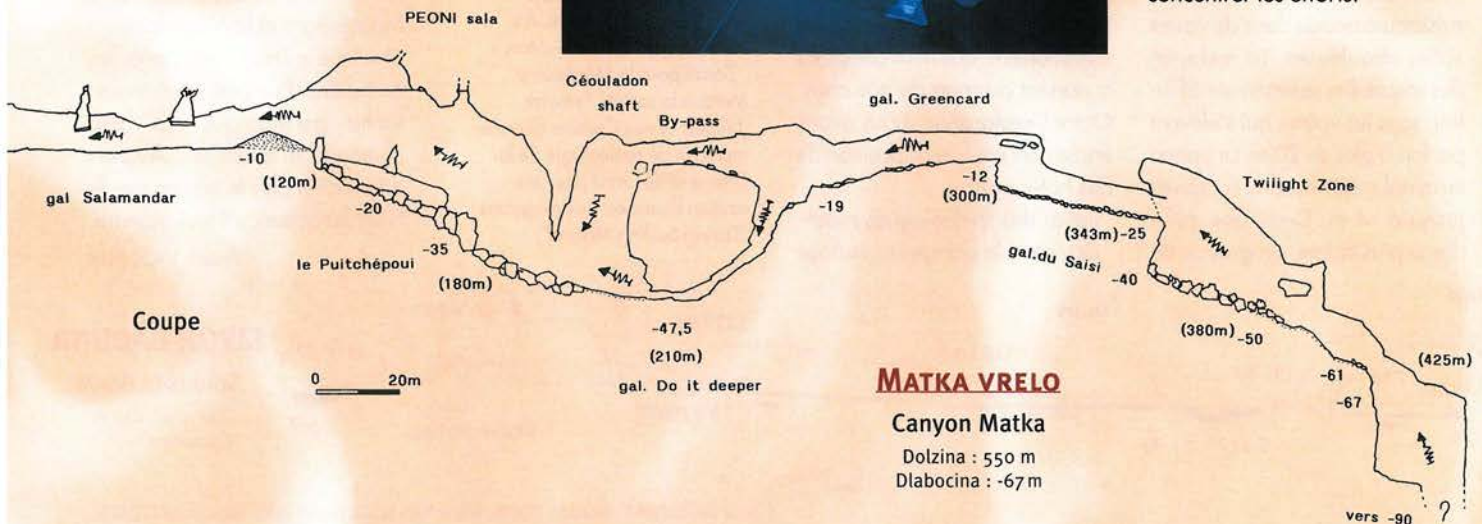 PEONI sala
Céouladon
shaft
By-pass
gal. Greencard
Twilight Zone
gal Salamandar
-10
(120m)
-20
-35
le Puitchépoui
(180m)
-47,5
(210m)
gal. Do it deeper
-19
-12
(300m)
(343m) -25
gal.du Saisi
-40
(380m) -50
(425m)
-61
-67
vers -90 ?
Coupe
0 20m
MATKA VRELO
Canyon Matka
Dolzina : 550 m
Dlabocina : -67 m